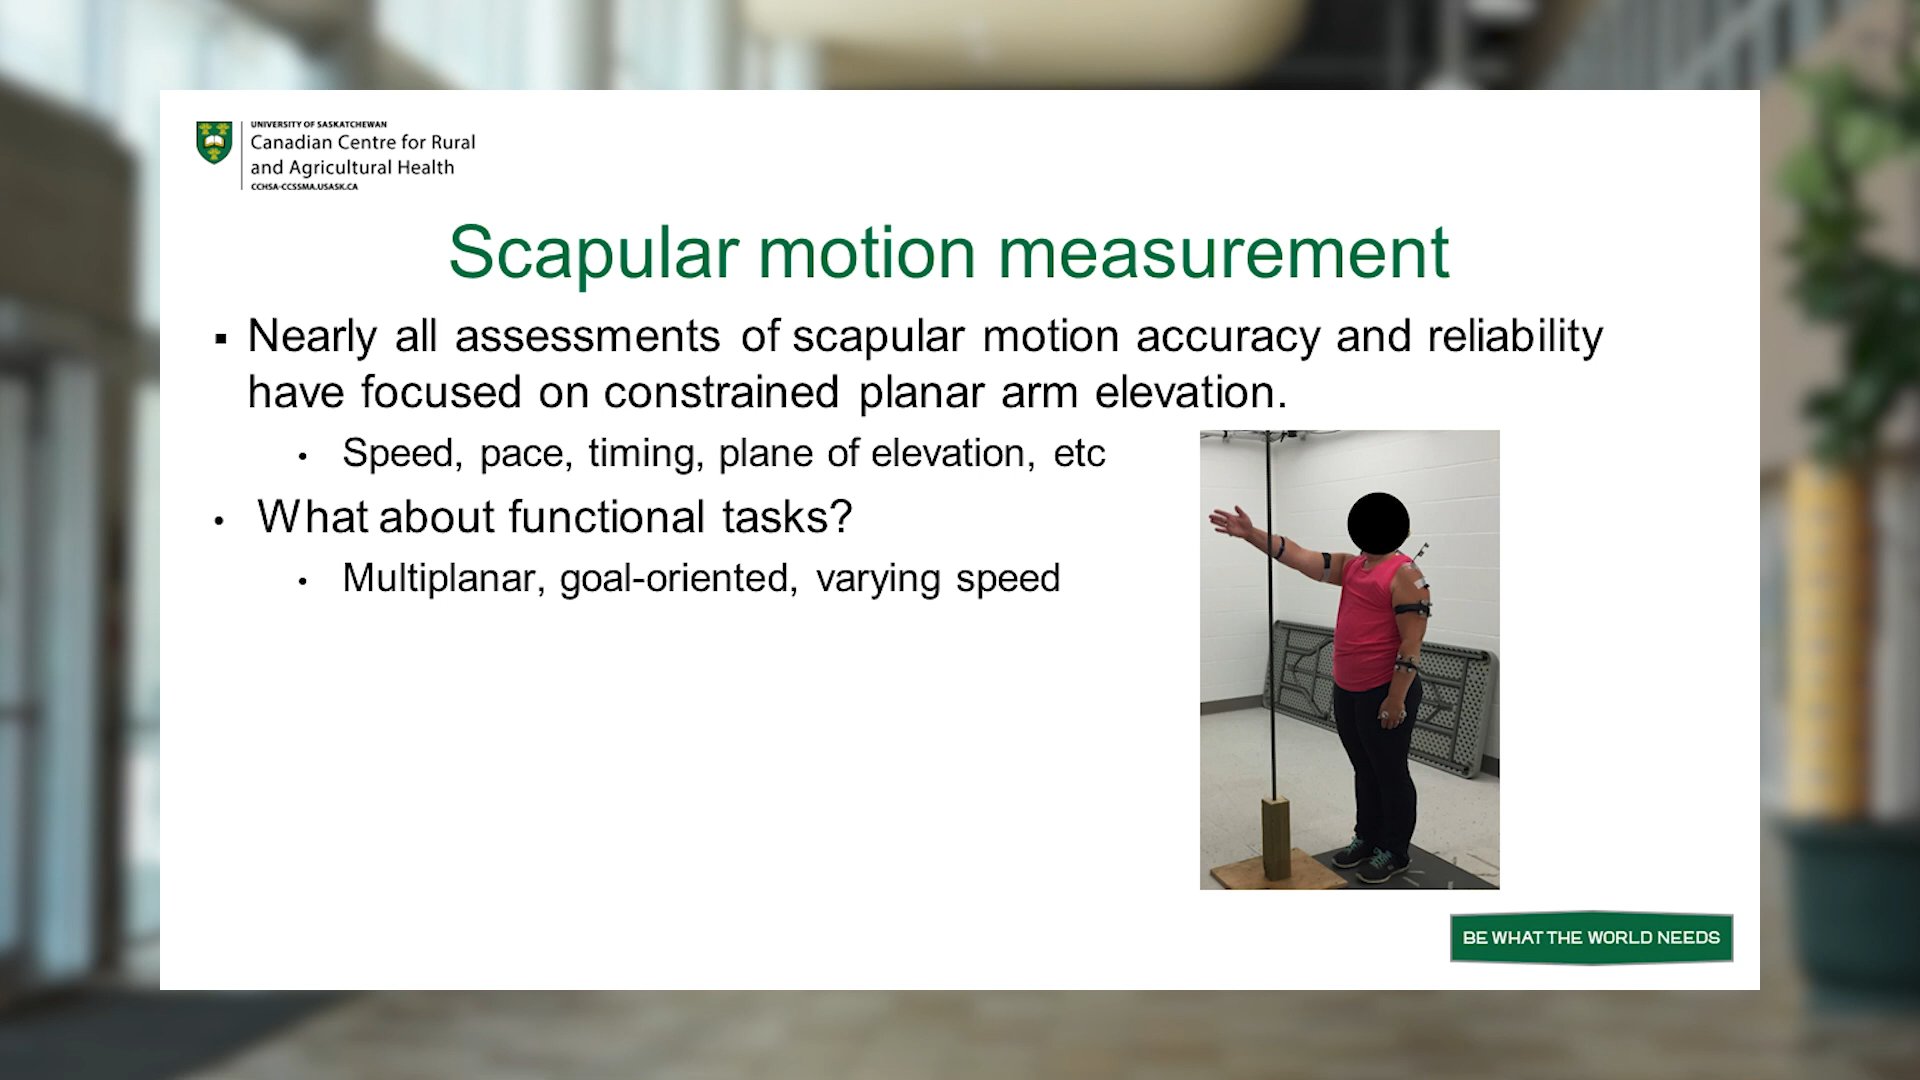 UNIVERSITY OF SASKATCHEWAN
Canadian Centre for Rural
and Agricultural Health
CCHSA-CCSSMA.USASK.CA
Scapular motion measurement
▪ Nearly all assessments of scapular motion accuracy and reliability
have focused on constrained planar arm elevation.
• Speed, pace, timing, plane of elevation, etc
• What about functional tasks?
• Multiplanar, goal-oriented, varying speed
BE WHAT THE WORLD NEEDS